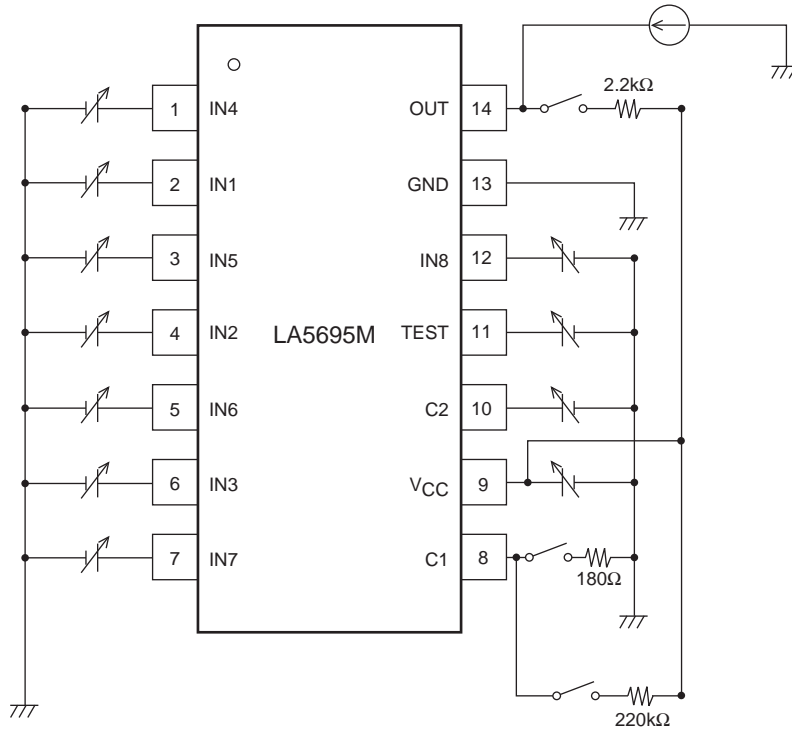 2.2kΩ
1 IN4 OUT 14
2 IN1 GND 13
3 IN5 IN8 12
4 IN2 LA5695M TEST 11
5 IN6 C2 10
6 IN3 VCC 9
7 IN7 C1 8
180Ω
220kΩ